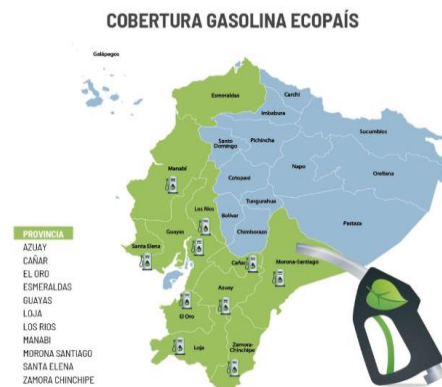 COBERTURA GASOLINA ECOPAÍS
Galápagos
Esmeraldas
Carchi
Imbabura
Sucumbios
Santo
Domingo
Pichincha
Manabí
Napo
Orellana
Cotopaxi
Tungurahua
Los Ríos
Bolívar
Pastaza
Guayas
Chimborazo
Santa Elena
Cañar
Morona-Santiago
Azuay
El Oro
Loja
Zamora-
Chinchipe
PROVINCIA
AZUAY
CAÑAR
EL ORO
ESMERALDAS
GUAYAS
LOJA
LOS RIOS
MANABI
MORONA SANTIAGO
SANTA ELENA
ZAMORA CHINCHIPE